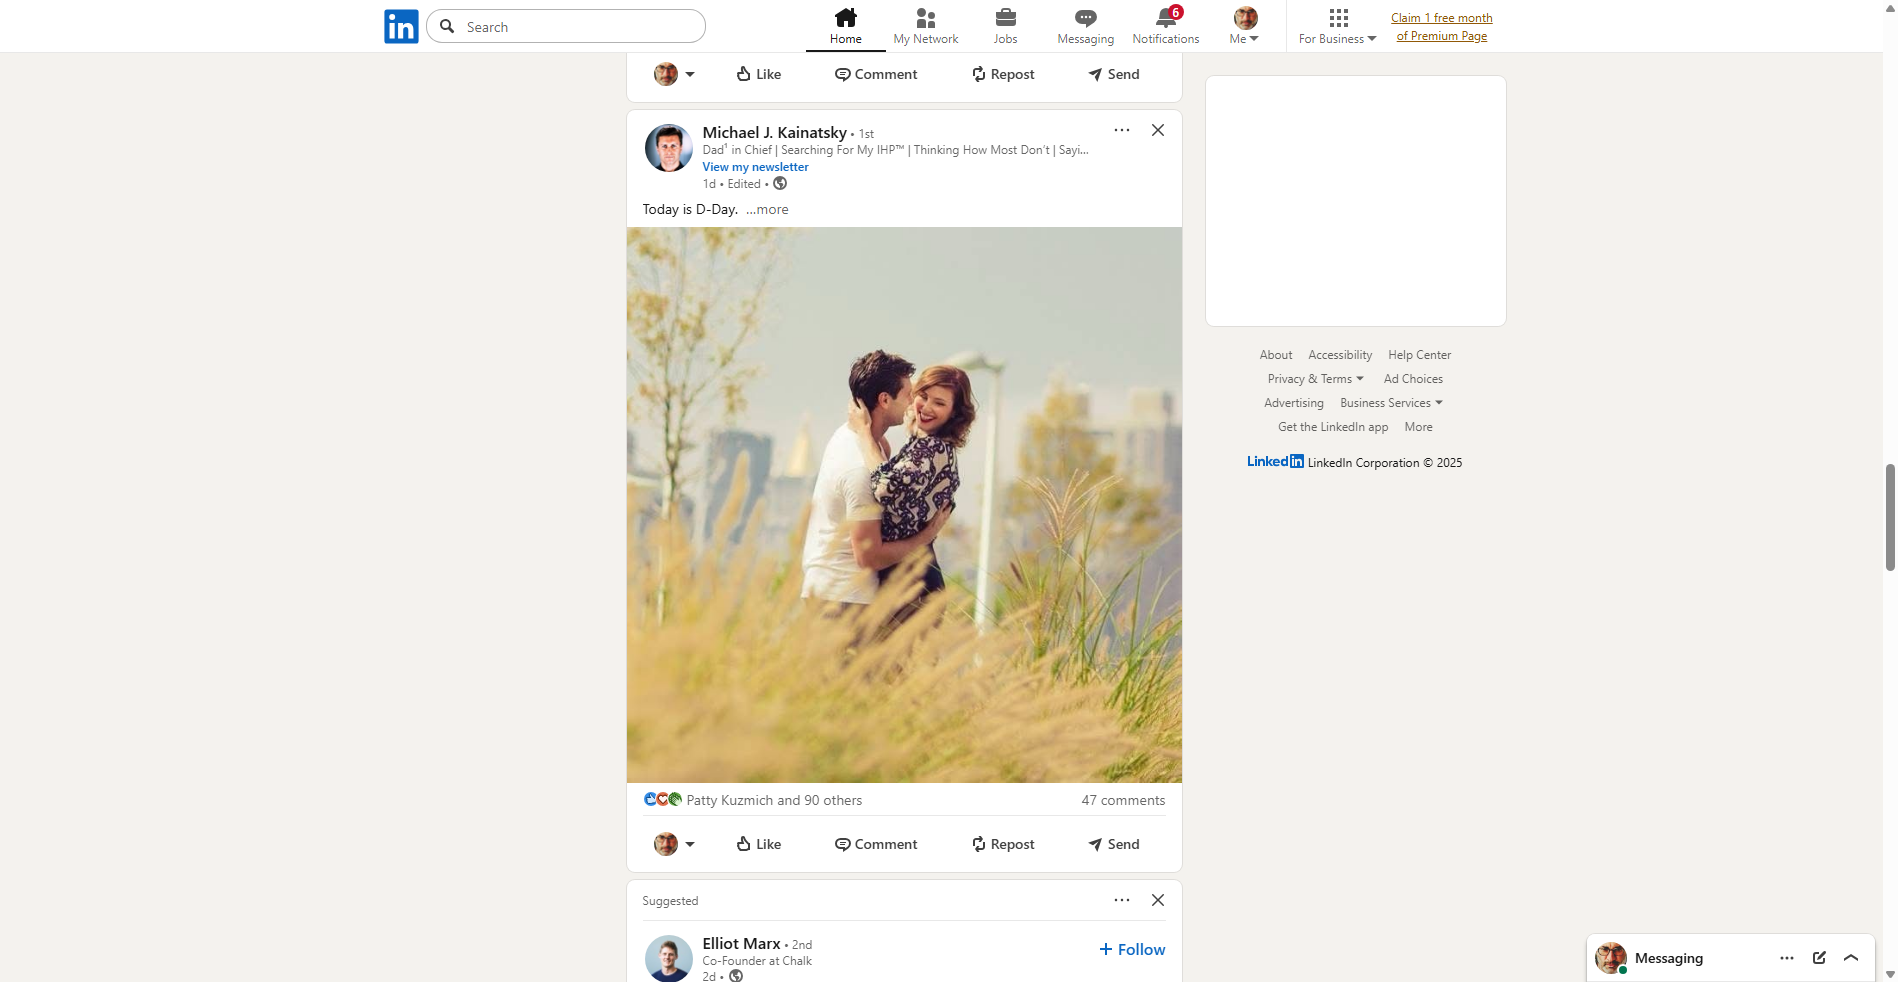 in
Search
Home
My Network
Jobs
Messaging
6
Notifications
Me
For Business
Claim 1 free month
of Premium Page
Like
Comment
Repost
Send
Michael J. Kainatsky • 1st
Dad¹ in Chief | Searching For My IHP™ | Thinking How Most Don’t | Sayi...
View my newsletter
1d • Edited •
Today is D-Day. ...more
Patty Kuzmich and 90 others
47 comments
Like
Comment
Repost
Send
Suggested
Elliot Marx • 2nd
Co-Founder at Chalk
2d •
+ Follow
About Accessibility Help Center
Privacy & Terms Ad Choices
Advertising Business Services
Get the LinkedIn app More
LinkedIn LinkedIn Corporation © 2025
Messaging